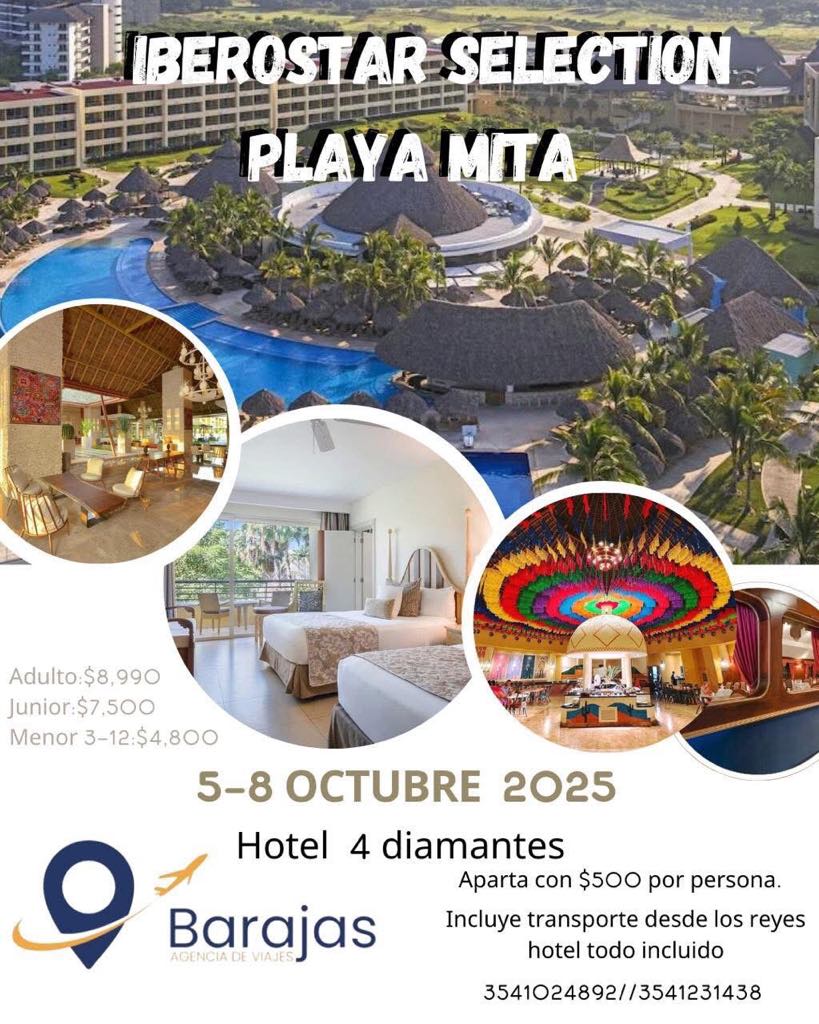 IBEROSTAR SELECTION
PLAYA MITA
Adulto:$8,990
Junior:$7,500
Menor 3-12:$4,800
5-8 OCTUBRE 2025
Hotel 4 diamantes
Aparta con $500 por persona.
Incluye transporte desde los reyes
hotel todo incluido
3541024892//3541231438
Barajas
AGENCIA DE VIAJES